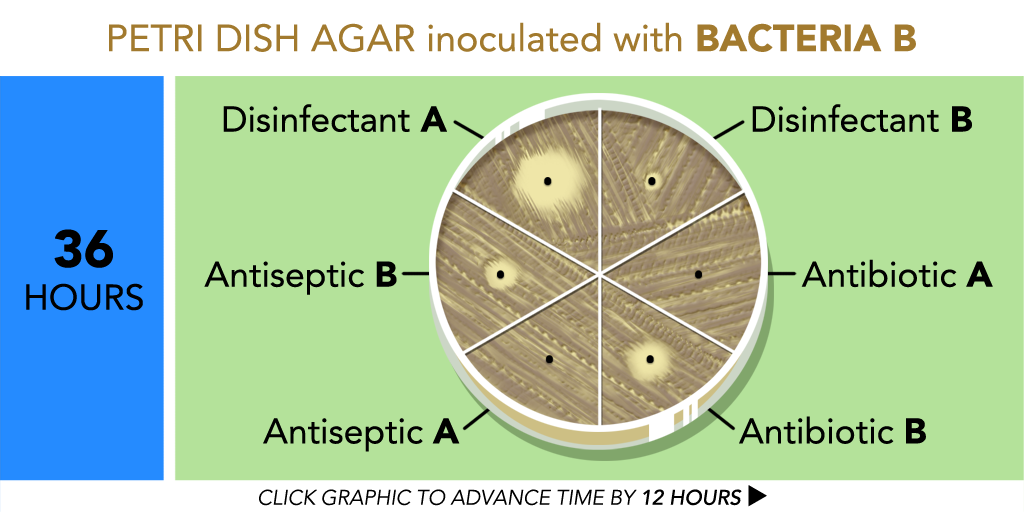 PETRI DISH AGAR inoculated with BACTERIA B
Disinfectant A
Disinfectant B
36
HOURS
Antiseptic B
Antibiotic A
Antiseptic A
Antibiotic B
CLICK GRAPHIC TO ADVANCE TIME BY 12 HOURS ▶